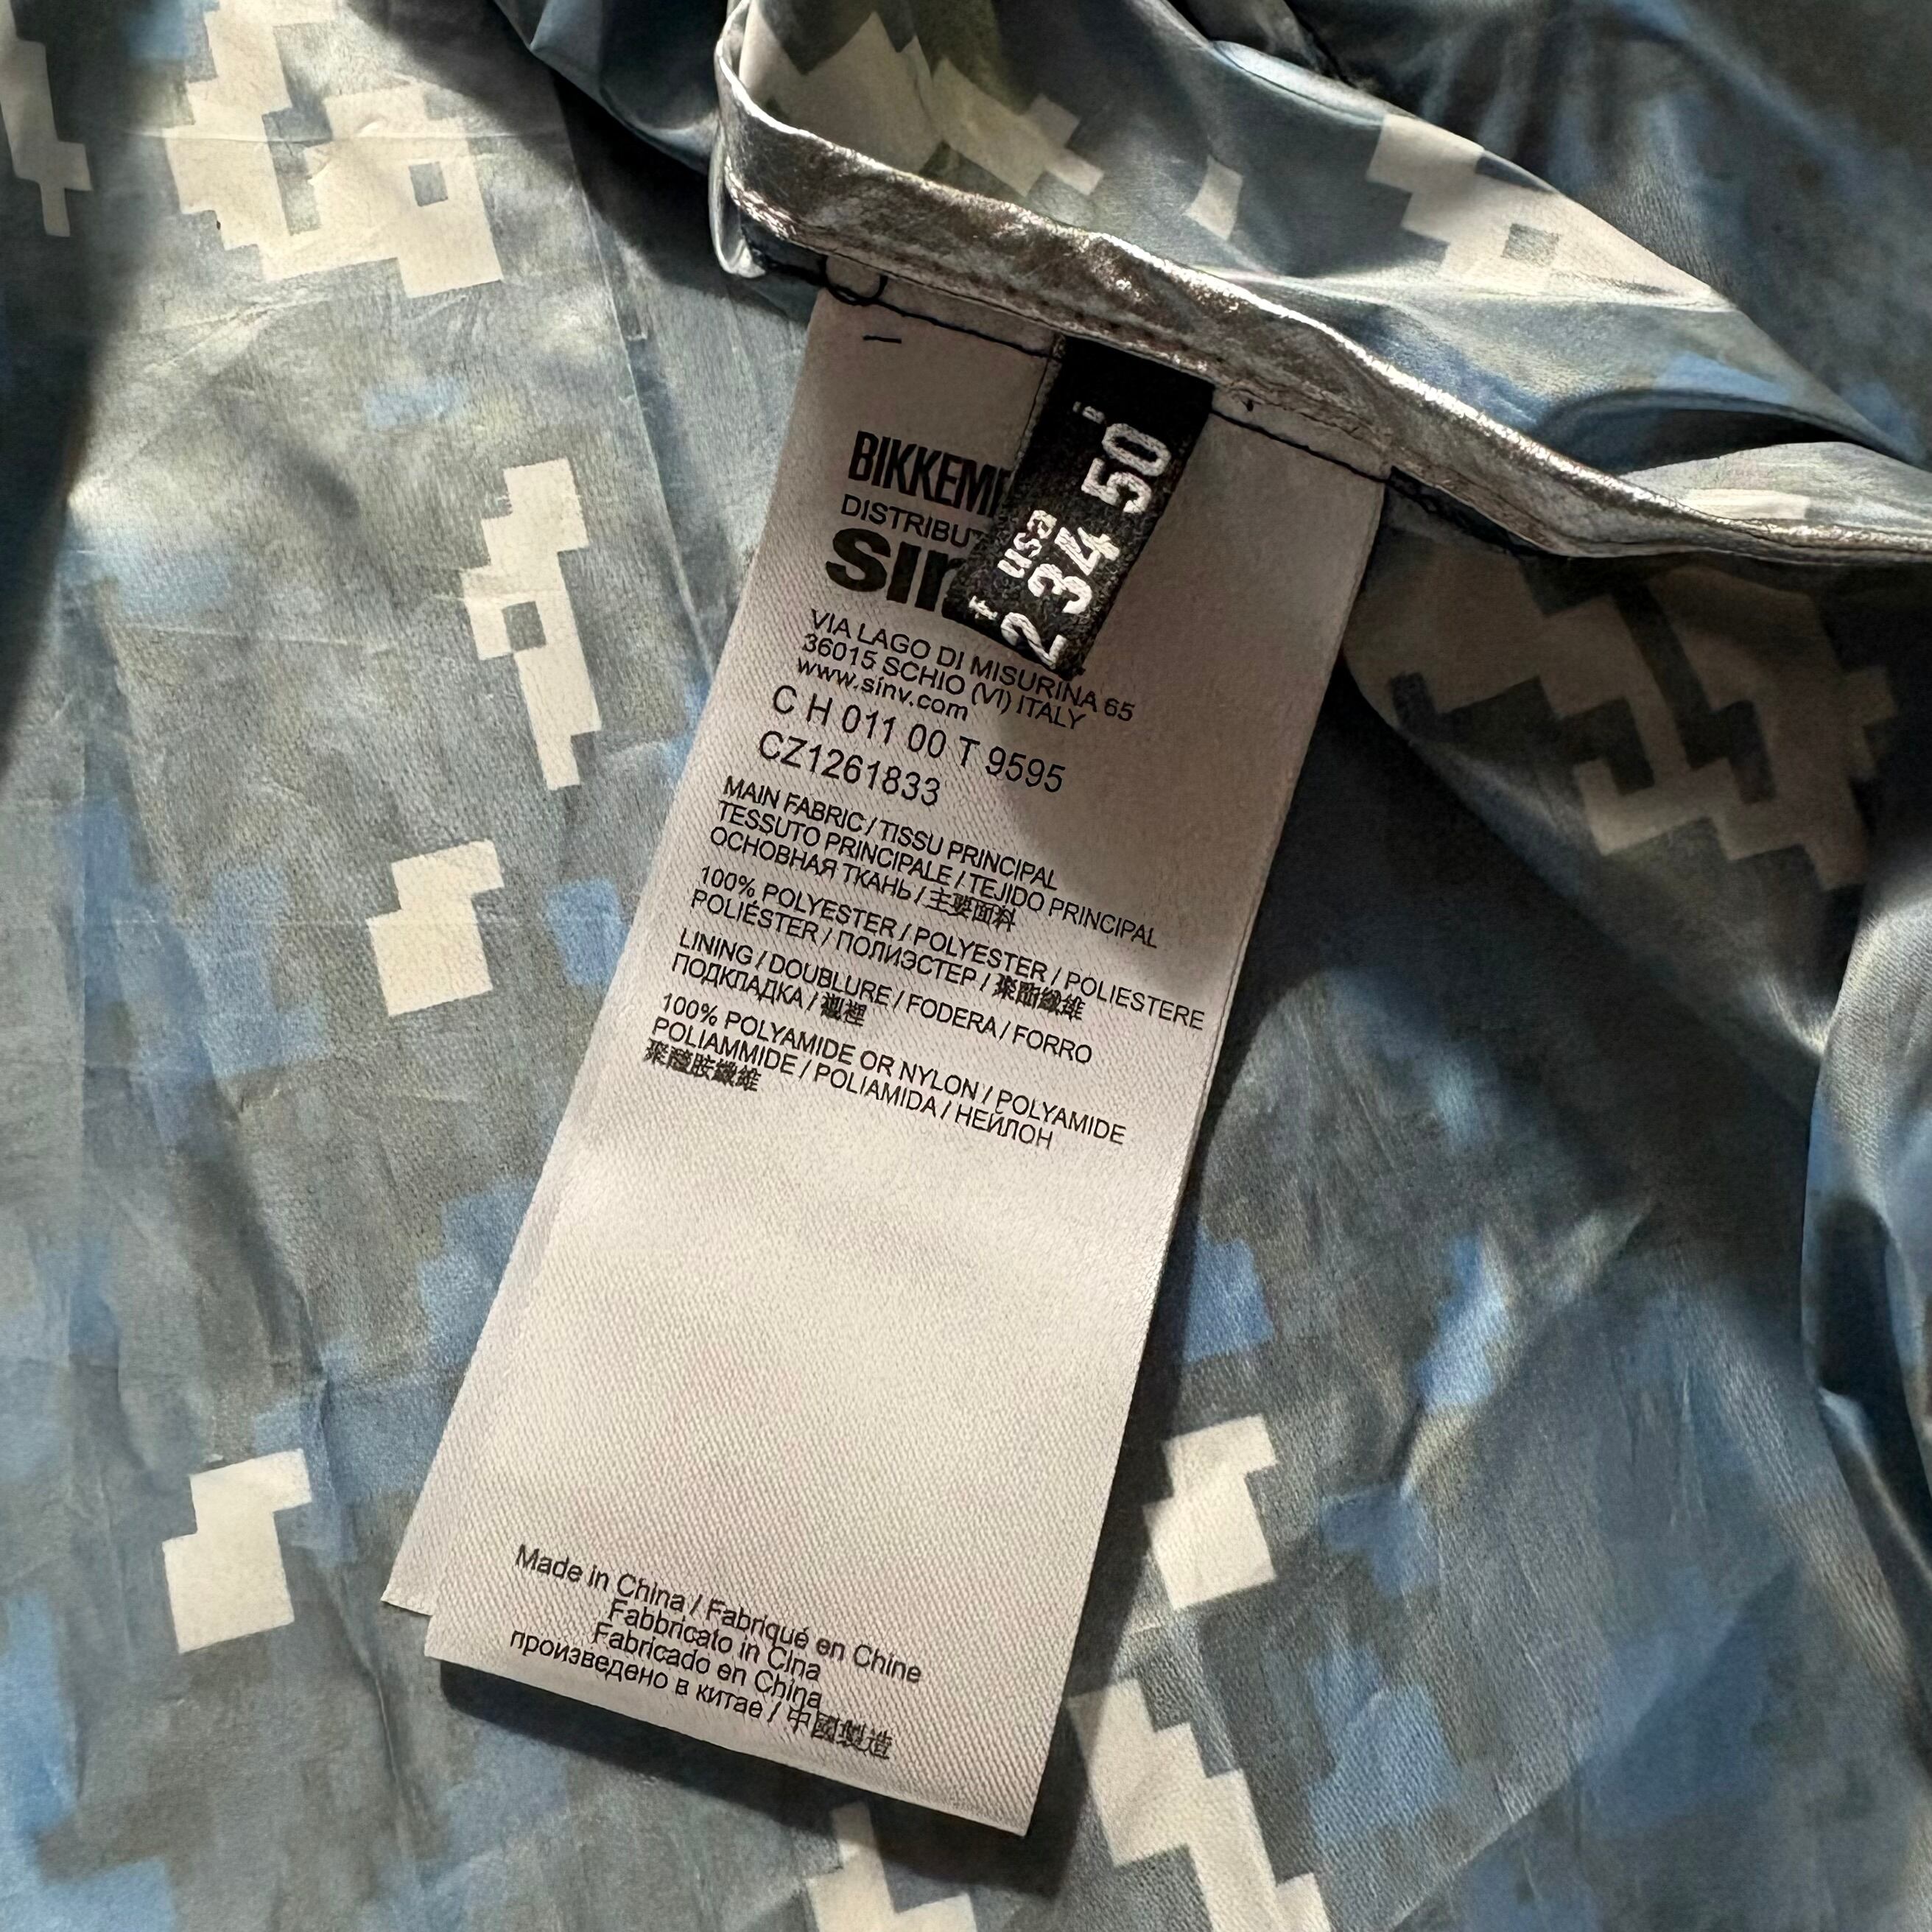 BIKKEM
DISTRIBUT
VIA LAGO DI MISURINA 65
36015 SCHIO (VI) ITALY
www.sinv.com
C H 011 00 T 9595
CZ1261833
MAIN FABRIC / TISSU PRINCIPAL
TESSUTO PRINCIPALE / TEJIDO PRINCIPAL
ОСНОВНАЯ ТКАНЬ / 主要面料
100% POLYESTER / POLYESTER / POLIESTERE
POLIÉSTER / ПОЛИЭСТЕР / 聚酯纖維
LINING / DOUBLURE / FODERA / FORRO
ПОДКЛАДКА / 襯裡
100% POLYAMIDE OR NYLON / POLYAMIDE
POLIAMMIDE / POLIAMIDA / НЕЙЛОН
聚醯胺纖維
Made in China / Fabriqué en Chine
Fabbricato in Cina
Fabricado en China
произведено в китае / 中國製造
I
50
usa
34
F
2